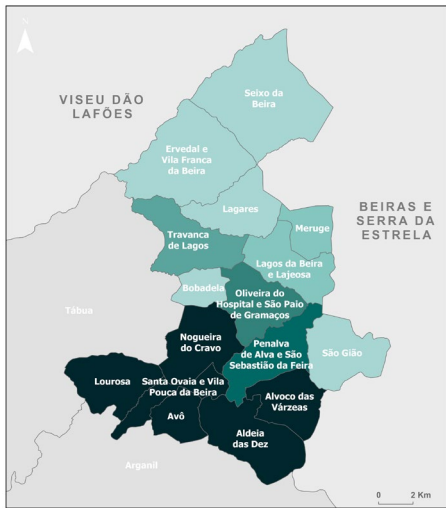 N
Seixo da
Beira
VISEU DÃO
LAFÕES
Ervedal e
Vila Franca
da Beira
Lagares
BEIRAS E
SERRA DA
ESTRELA
Meruge
Travanca
de Lagos
Lagos da Beira
e Lajeosa
Bobadela
Oliveira do
Hospital e São Paio
de Gramaços
Tábua
Nogueira
do Cravo
Penalva
de Alva e São
Sebastião da Feira
São Gião
Lourosa
Santa Ovaia e Vila
Pouca da Beira
Alvoco das
Várzeas
Avô
Aldeia
das Dez
Arganil
0 2 Km